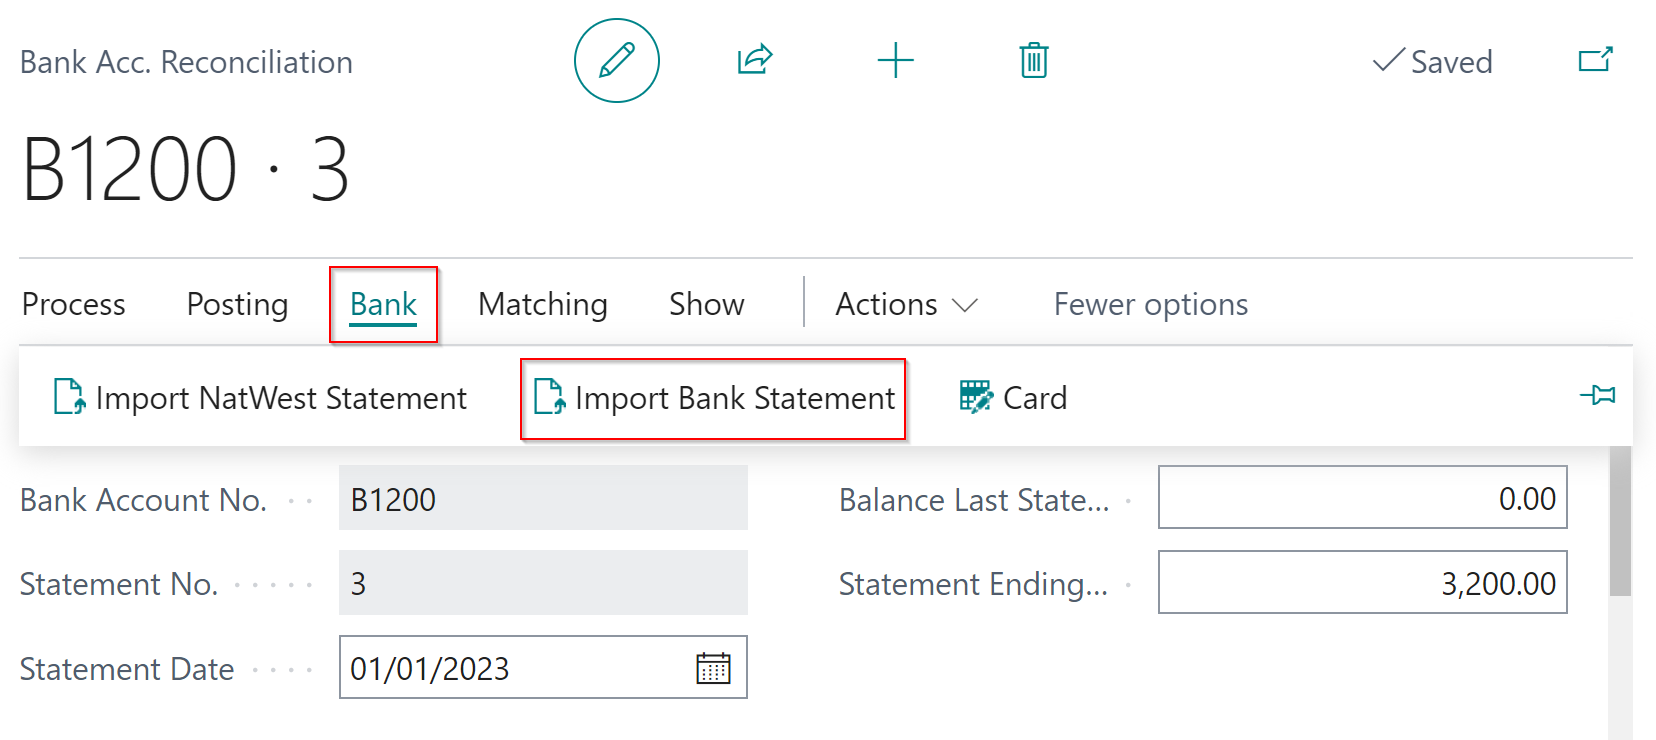 Bank Acc. Reconciliation
Saved
B1200 · 3
Process Posting Bank Matching Show Actions Fewer options
Import NatWest Statement Import Bank Statement Card
Bank Account No. B1200 Balance Last State... 0.00
Statement No. 3 Statement Ending... 3,200.00
Statement Date 01/01/2023